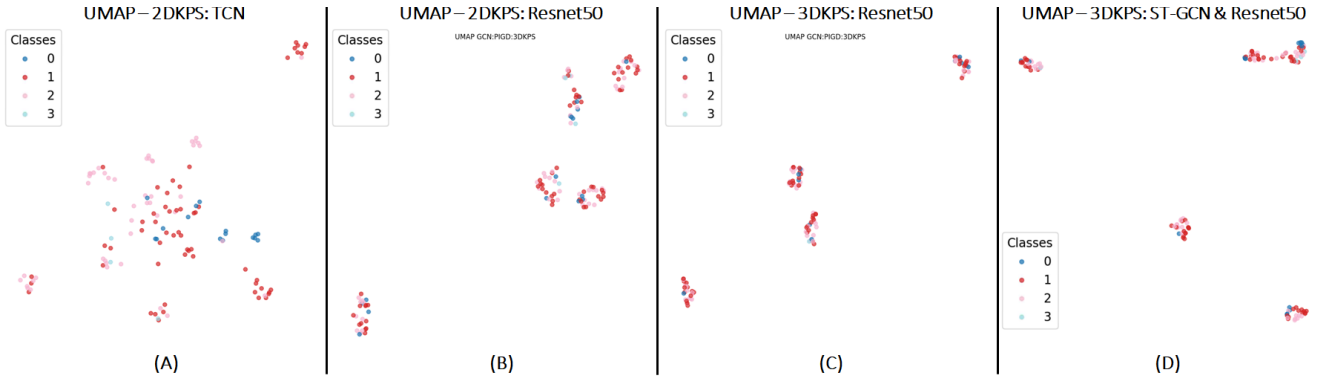 UMAP–2DKPS: TCN
Classes
0
1
2
3
(A)
UMAP–2DKPS: Resnet50
UMAP GCN:PIGD:3DKPS
Classes
0
1
2
3
(B)
UMAP–3DKPS: Resnet50
UMAP GCN:PIGD:3DKPS
Classes
0
1
2
3
(C)
UMAP–3DKPS: ST-GCN & Resnet50
Classes
0
1
2
3
(D)